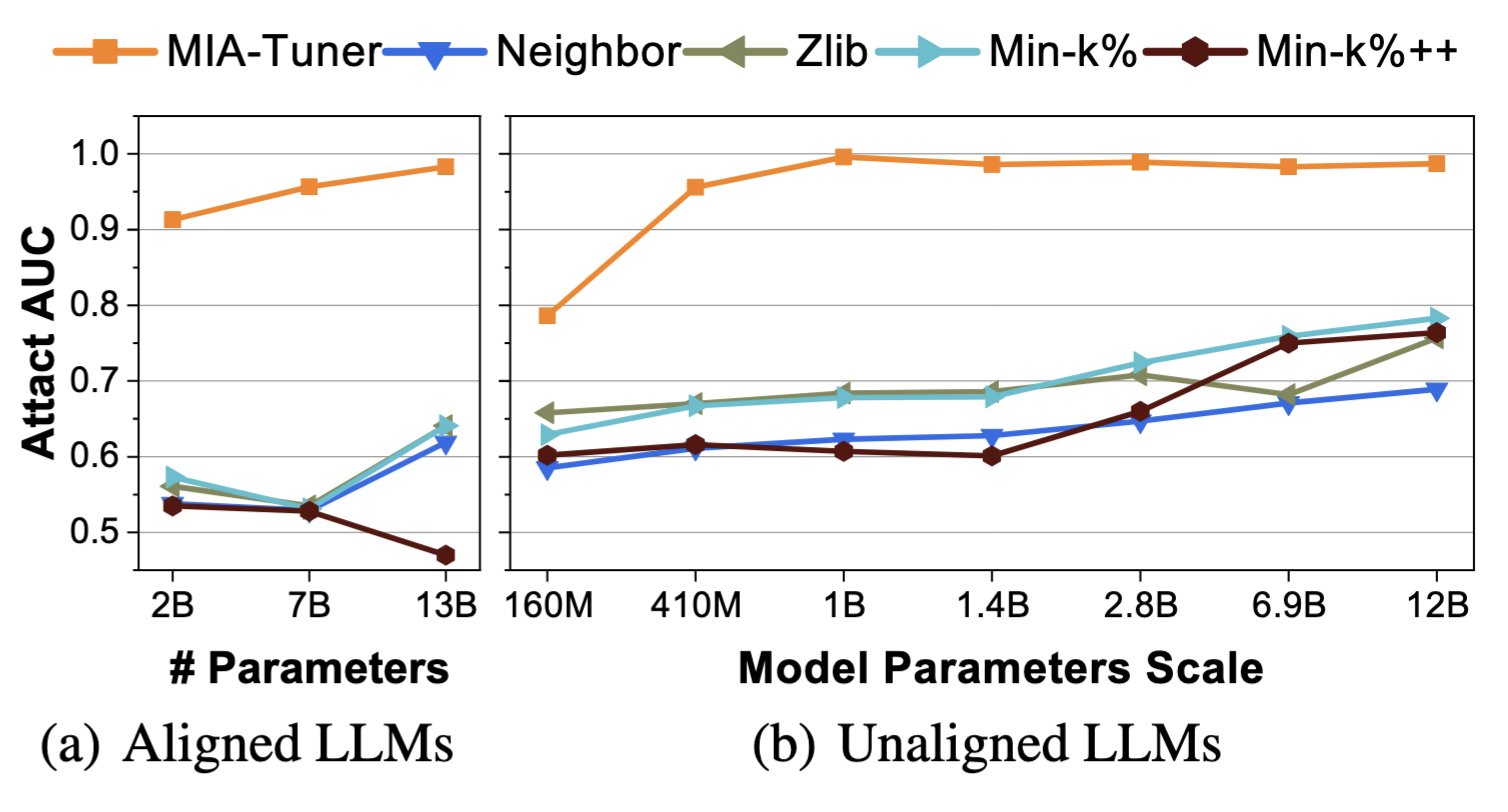 MIA-Tuner Neighbor Zlib Min-k% Min-k%++
Attact AUC
1.0
0.9
0.8
0.7
0.6
0.5
2B 7B 13B 160M 410M 1B 1.4B 2.8B 6.9B 12B
# Parameters Model Parameters Scale
(a) Aligned LLMs (b) Unaligned LLMs